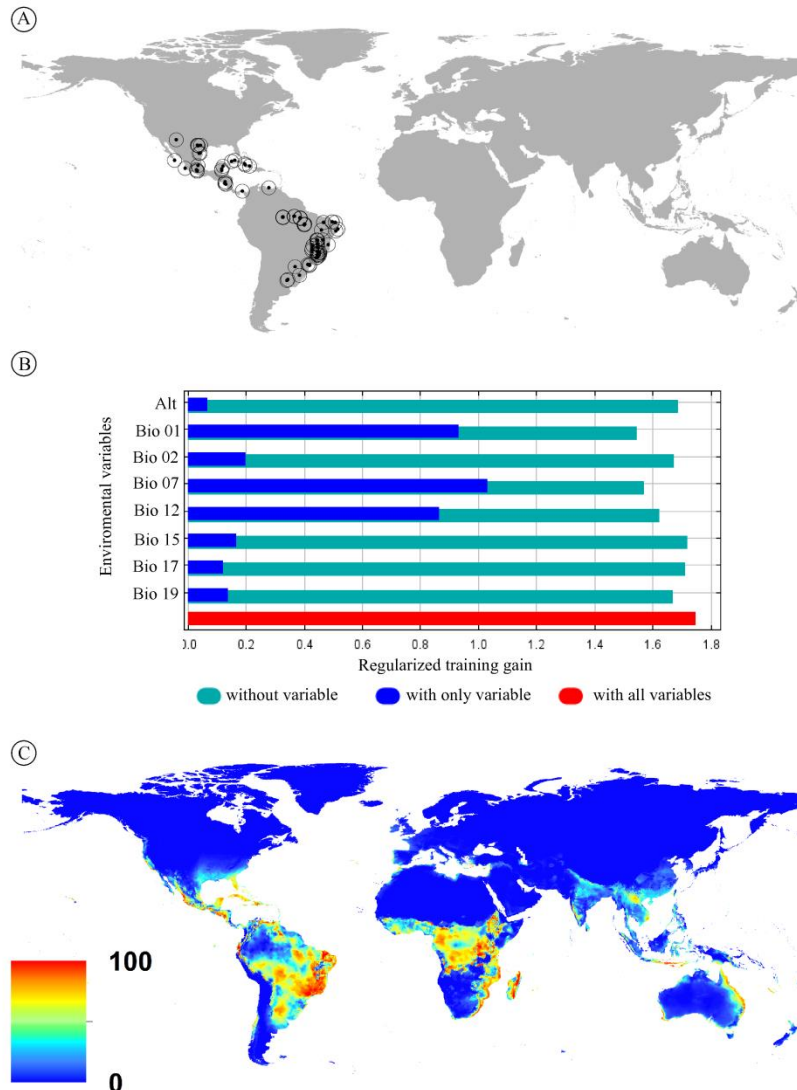 A
B
Enviromental variables
Alt
Bio 01
Bio 02
Bio 07
Bio 12
Bio 15
Bio 17
Bio 19
0.0 0.2 0.4 0.6 0.8 1.0 1.2 1.4 1.6 1.8
Regularized training gain
without variable with only variable with all variables
C
100
0